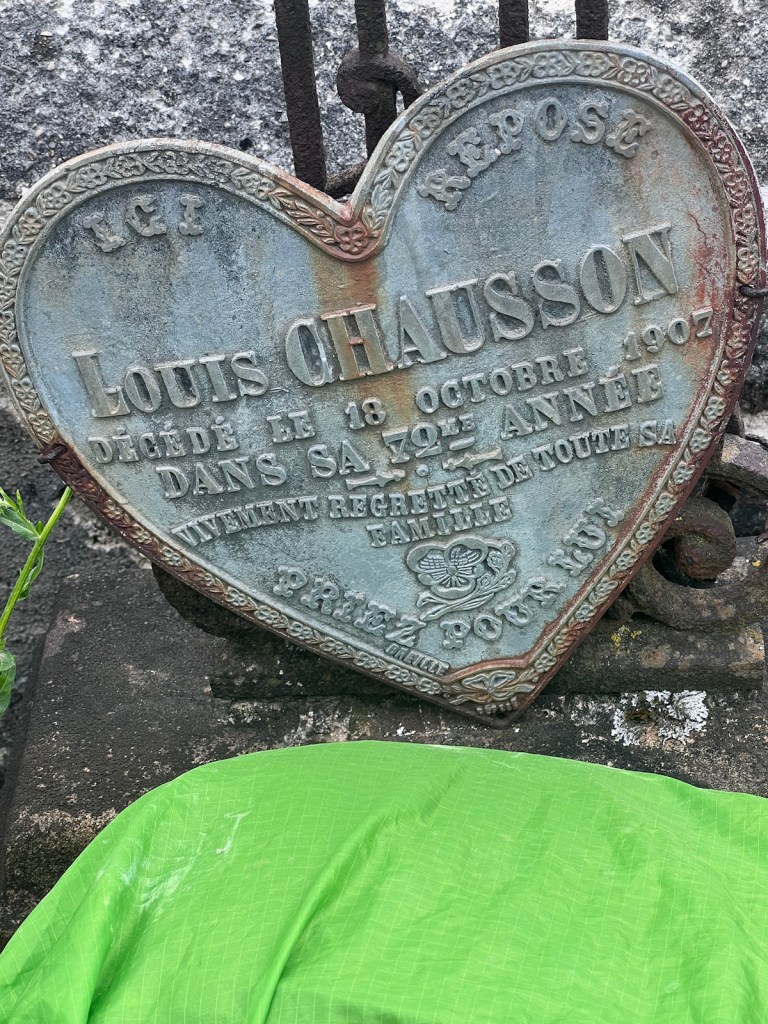 ICI REPOSE
LOUIS CHAUSSON
DÉCÉDÉ LE 18 OCTOBRE 1907
DANS SA 72ME ANNÉE
VIVEMENT REGRETTÉ DE TOUTE SA
FAMILLE
PRIEZ POUR LUI